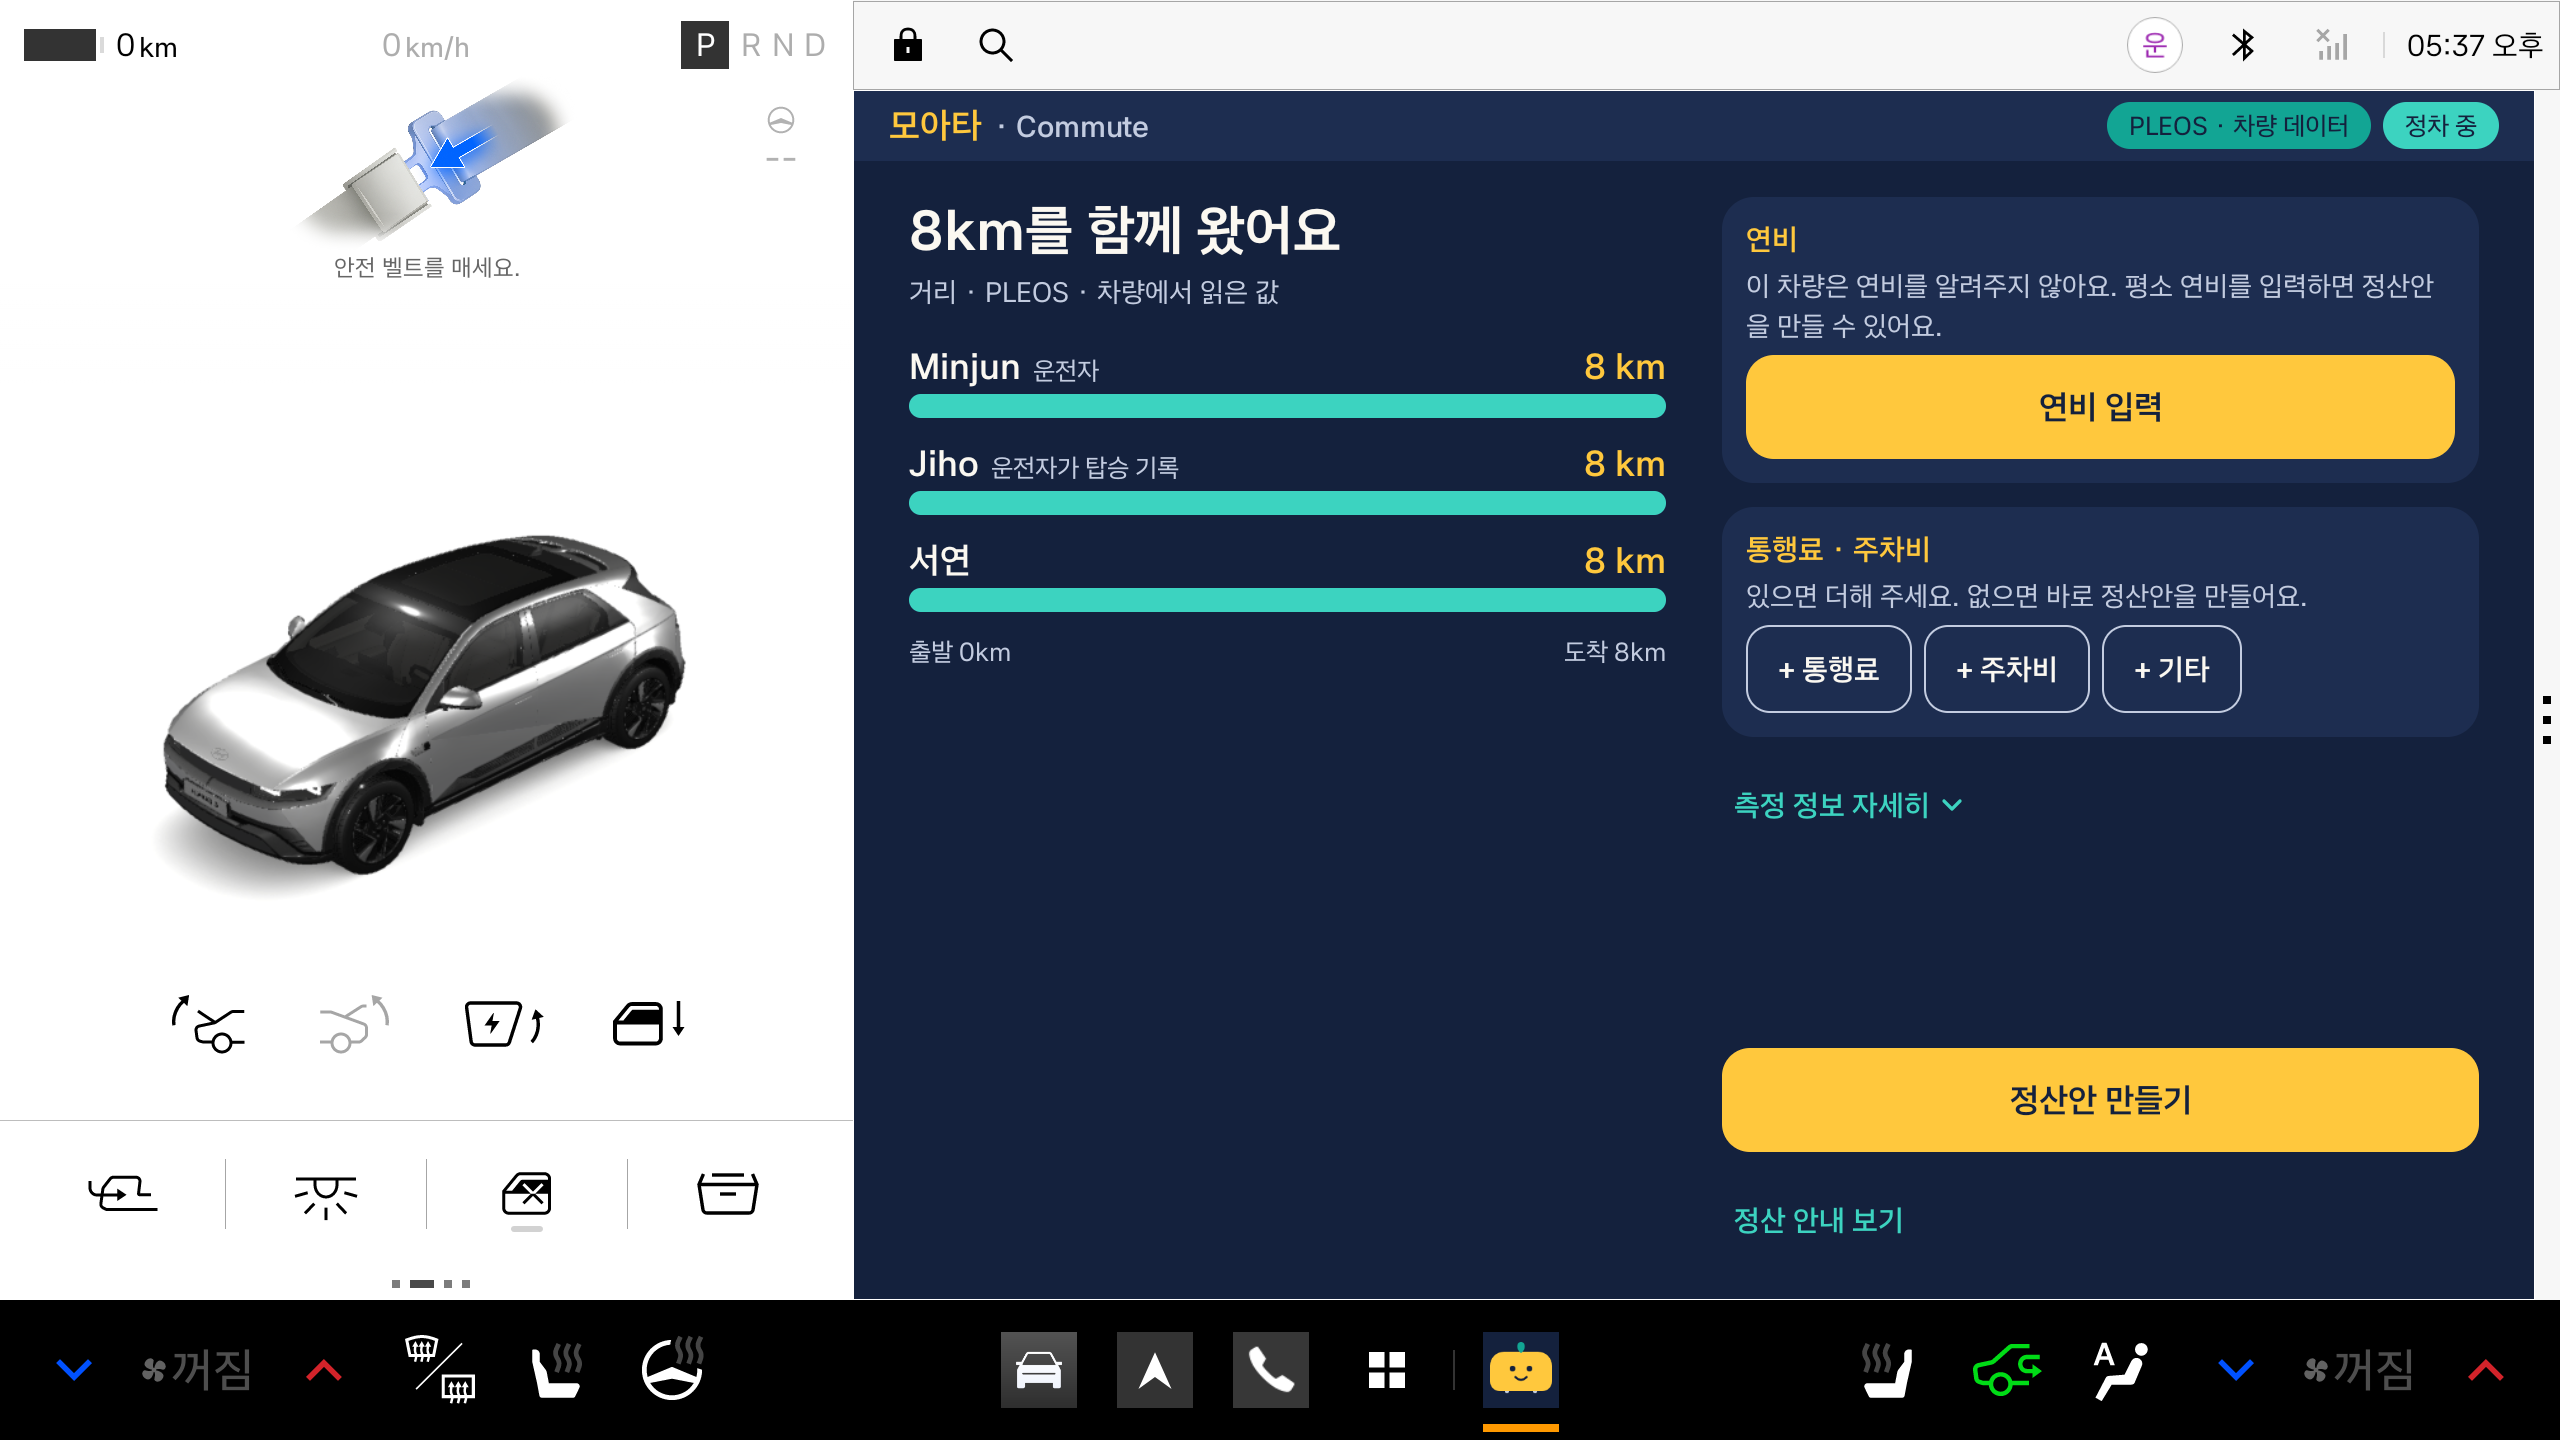 0 km
0 km/h
P R N D
05:37 오후
운
안전 벨트를 매세요.
모아타 · Commute
PLEOS · 차량 데이터
정차 중
8km를 함께 왔어요
거리 · PLEOS · 차량에서 읽은 값
Minjun 운전자 8 km
Jiho 운전자가 탑승 기록 8 km
서연 8 km
출발 0km 도착 8km
연비
이 차량은 연비를 알려주지 않아요. 평소 연비를 입력하면 정산안
을 만들 수 있어요.
연비 입력
통행료 · 주차비
있으면 더해 주세요. 없으면 바로 정산안을 만들어요.
+ 통행료 + 주차비 + 기타
측정 정보 자세히
정산안 만들기
정산 안내 보기
꺼짐
A
꺼짐